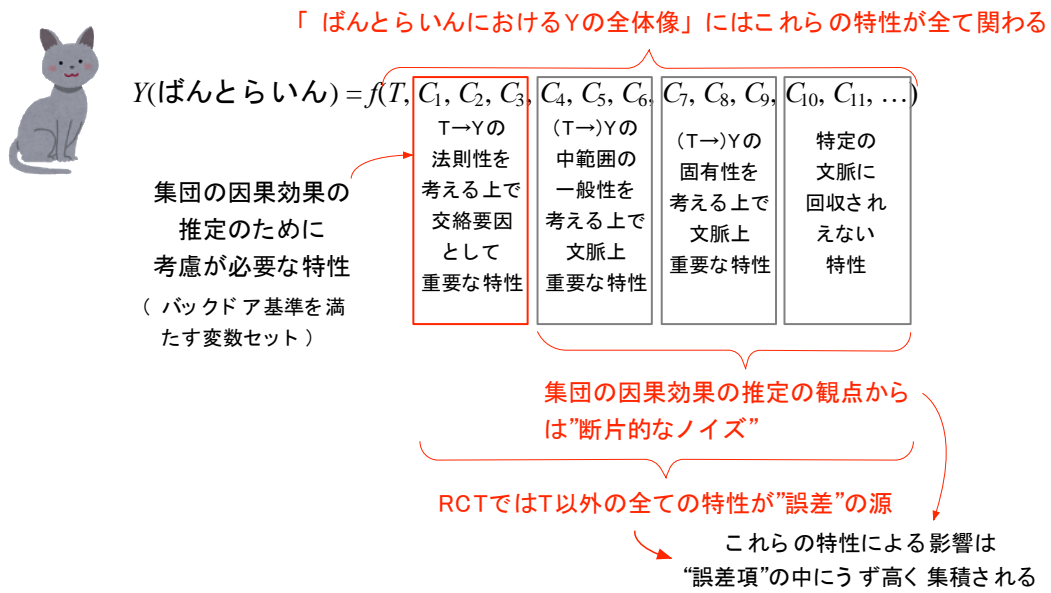 「 ばんとらいんにおけるYの全体像」にはこれらの特性が全て関わる
Y(ばんとらいん) = f(T, C1, C2, C3, C4, C5, C6, C7, C8, C9, C10, C11, …)
T→Yの
法則性を
考える上で
交絡要因
として
重要な特性
(T→)Yの
中範囲の
一般性を
考える上で
文脈上
重要な特性
(T→)Yの
固有性を
考える上で
文脈上
重要な特性
特定の
文脈に
回収され
えない
特性
集団の因果効果の
推定のために
考慮が必要な特性
( バックドア基準を満
たす変数セット )
集団の因果効果の推定の観点から
は”断片的なノイズ”
RCTではT以外の全ての特性が”誤差”の源
これらの特性による影響は
“誤差項”の中にうず高く集積される